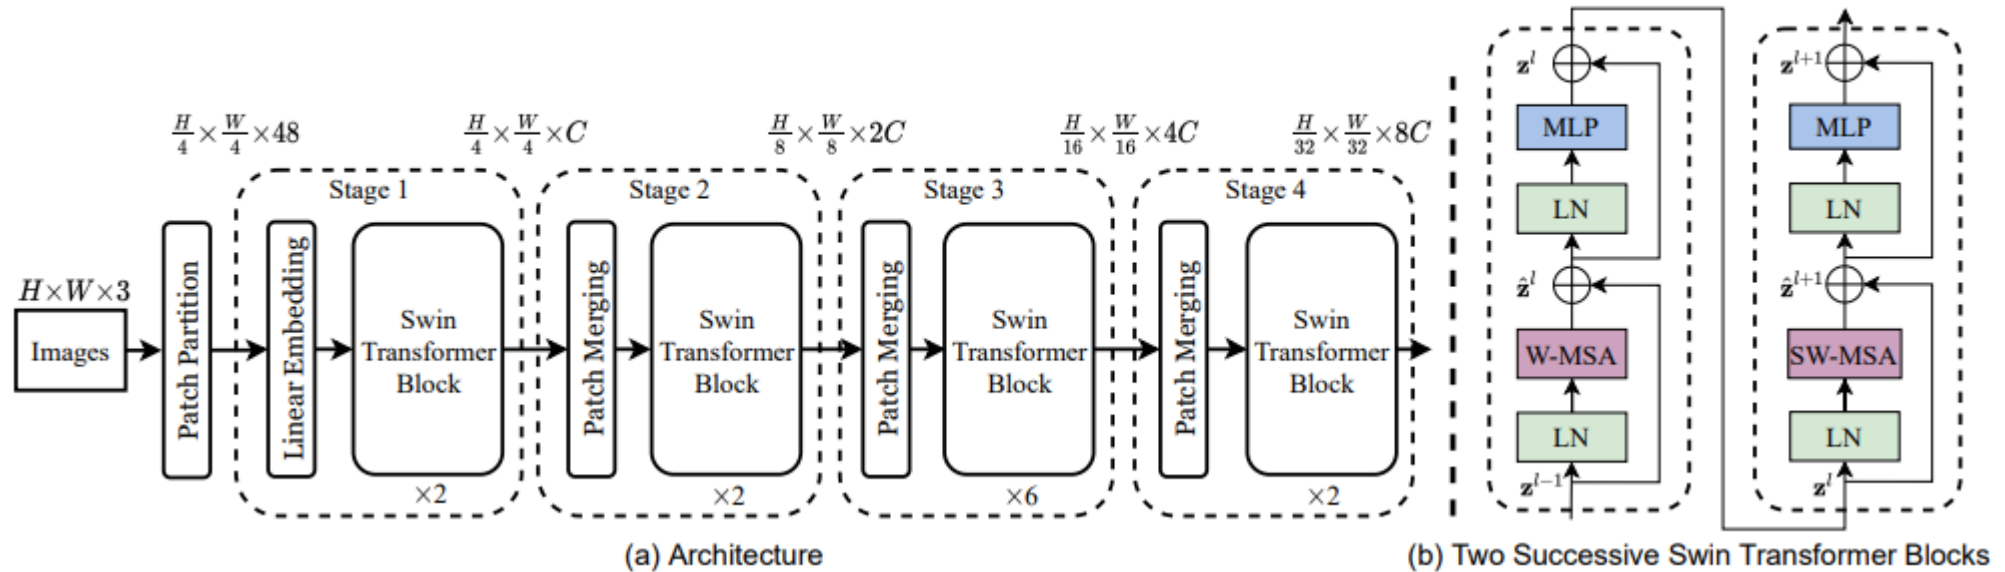 H/4 × W/4 × 48
H/4 × W/4 × C
H/8 × W/8 × 2C
H/16 × W/16 × 4C
H/32 × W/32 × 8C
H×W×3
Images
Patch Partition
Stage 1
Linear Embedding
Swin
Transformer
Block
×2
Stage 2
Patch Merging
Swin
Transformer
Block
×2
Stage 3
Patch Merging
Swin
Transformer
Block
×6
Stage 4
Patch Merging
Swin
Transformer
Block
×2
(a) Architecture
z^l
MLP
LN
ẑ^l
W-MSA
LN
z^{l-1}
z^{l+1}
MLP
LN
ẑ^{l+1}
SW-MSA
LN
z^l
(b) Two Successive Swin Transformer Blocks